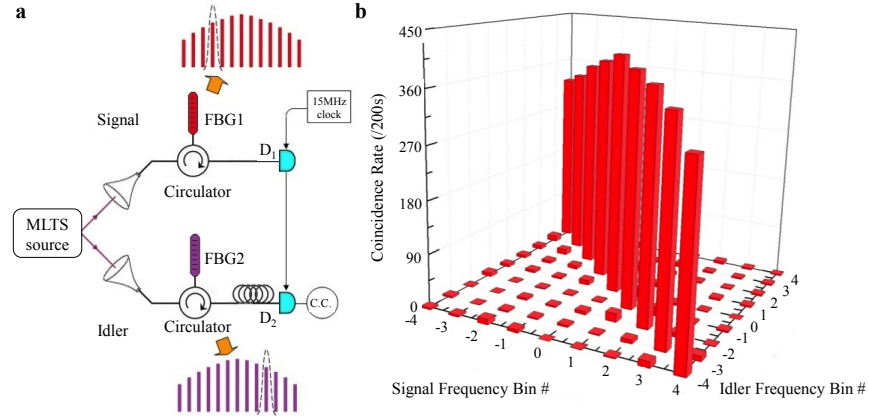 a
Signal
FBG1
15MHz
clock
D1
Circulator
MLTS
source
FBG2
Idler
Circulator
D2
C.C.
b
Coincidence Rate (/200s)
450
360
270
180
90
0
-4
-3
-2
-1
0
1
2
3
4
Signal Frequency Bin #
4
3
2
1
0
-1
-2
-3
-4
Idler Frequency Bin #